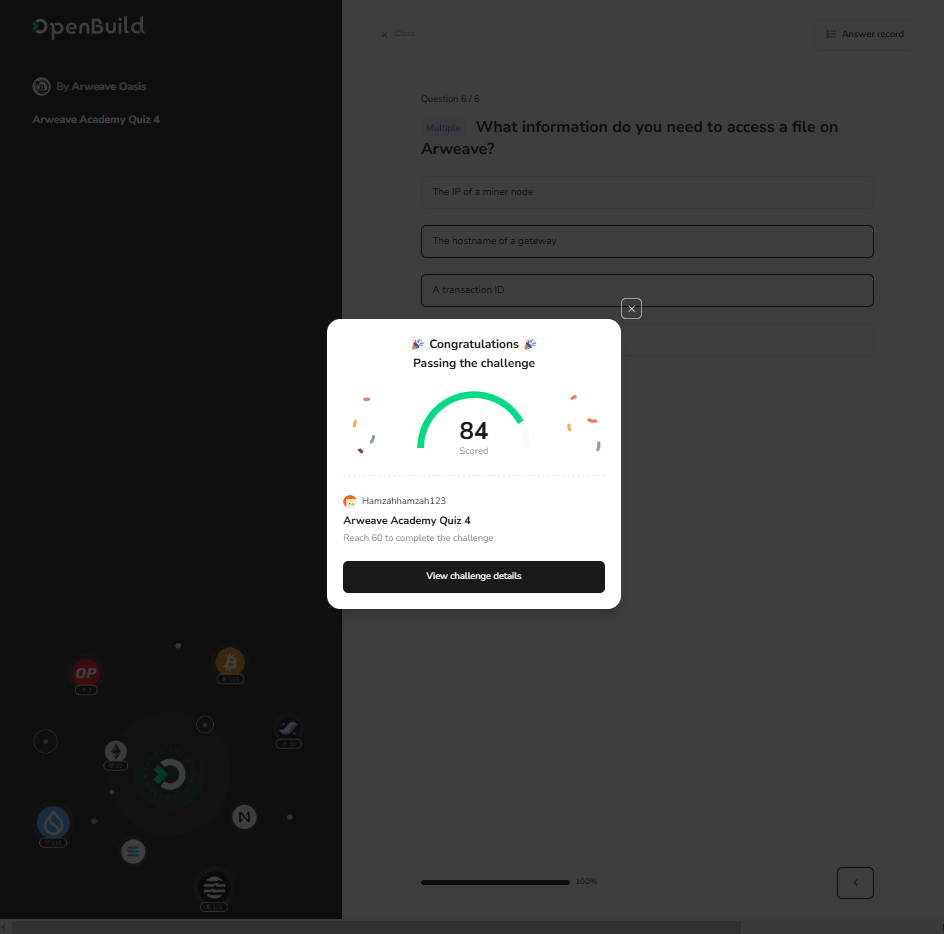 OpenBuild
By Arweave Oasis
Arweave Academy Quiz 4
Close
Answer record
Question 6 / 6
Multiple What information do you need to access a file on
Arweave?
The IP of a miner node
The hostname of a gateway
A transaction ID
Congratulations
Passing the challenge
84
Scored
Hamzahhamzah123
Arweave Academy Quiz 4
Reach 60 to complete the challenge
View challenge details
OP
100%